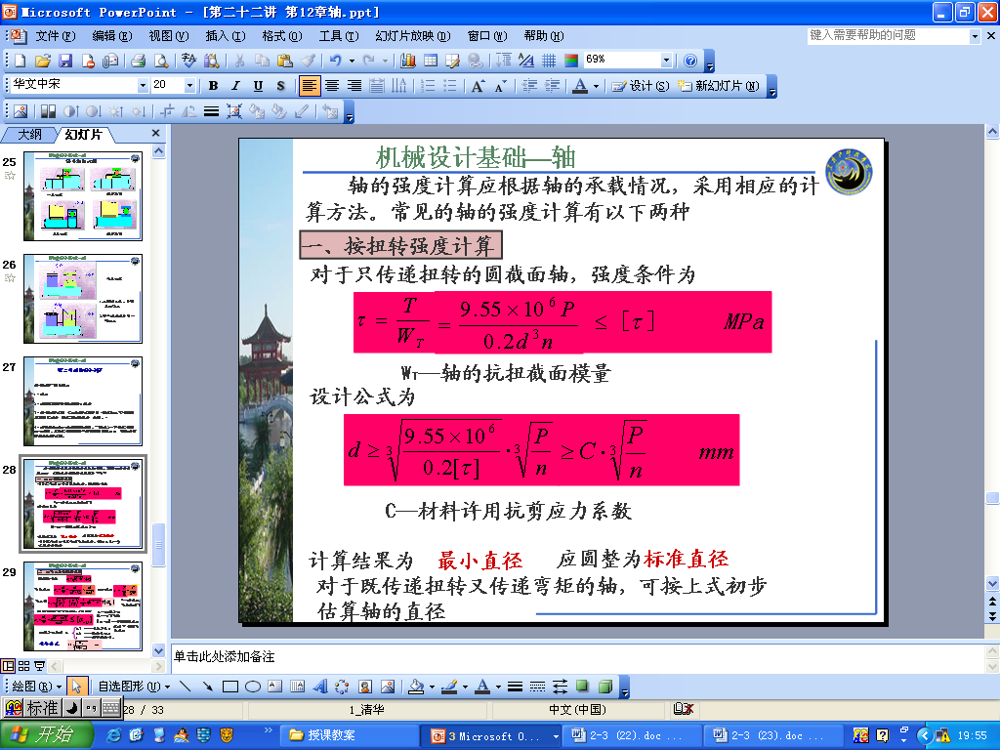 Microsoft PowerPoint - [第二十二讲 第12章轴.ppt]
文件(F) 编辑(E) 视图(V) 插入(I) 格式(O) 工具(T) 幻灯片放映(D) 窗口(W) 帮助(H) 键入需要帮助的问题
69%
华文中宋 20 B I U S 设计(S) 新幻灯片(N)
大纲 幻灯片
25
26
27
28
29
机械设计基础—轴
轴的强度计算应根据轴的承载情况，采用相应的计
算方法。常见的轴的强度计算有以下两种
一、按扭转强度计算
对于只传递扭转的圆截面轴，强度条件为
τ = T/W_T = 9.55×10^6 P / 0.2d^3 n ≤ [τ] MPa
W_T—轴的抗扭截面模量
设计公式为
d ≥ ∛(9.55×10^6 / 0.2[τ]) · ∛(P/n) ≥ C · ∛(P/n) mm
C—材料许用抗剪应力系数
计算结果为 最小直径 应圆整为标准直径
对于既传递扭转又传递弯矩的轴，可按上式初步
估算轴的直径
单击此处添加备注
绘图(R) 自选图形(U)
标准 28 / 33 1_清华 中文(中国)
开始 授课教案 3 Microsoft O... 2-3 (22).doc ... 2-3 (23).doc ... 19:55